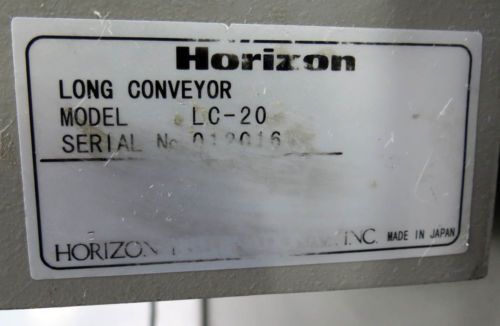 Horizon
LONG CONVEYOR
MODEL LC-20
SERIAL No 012016
HORIZON INC. MADE IN JAPAN